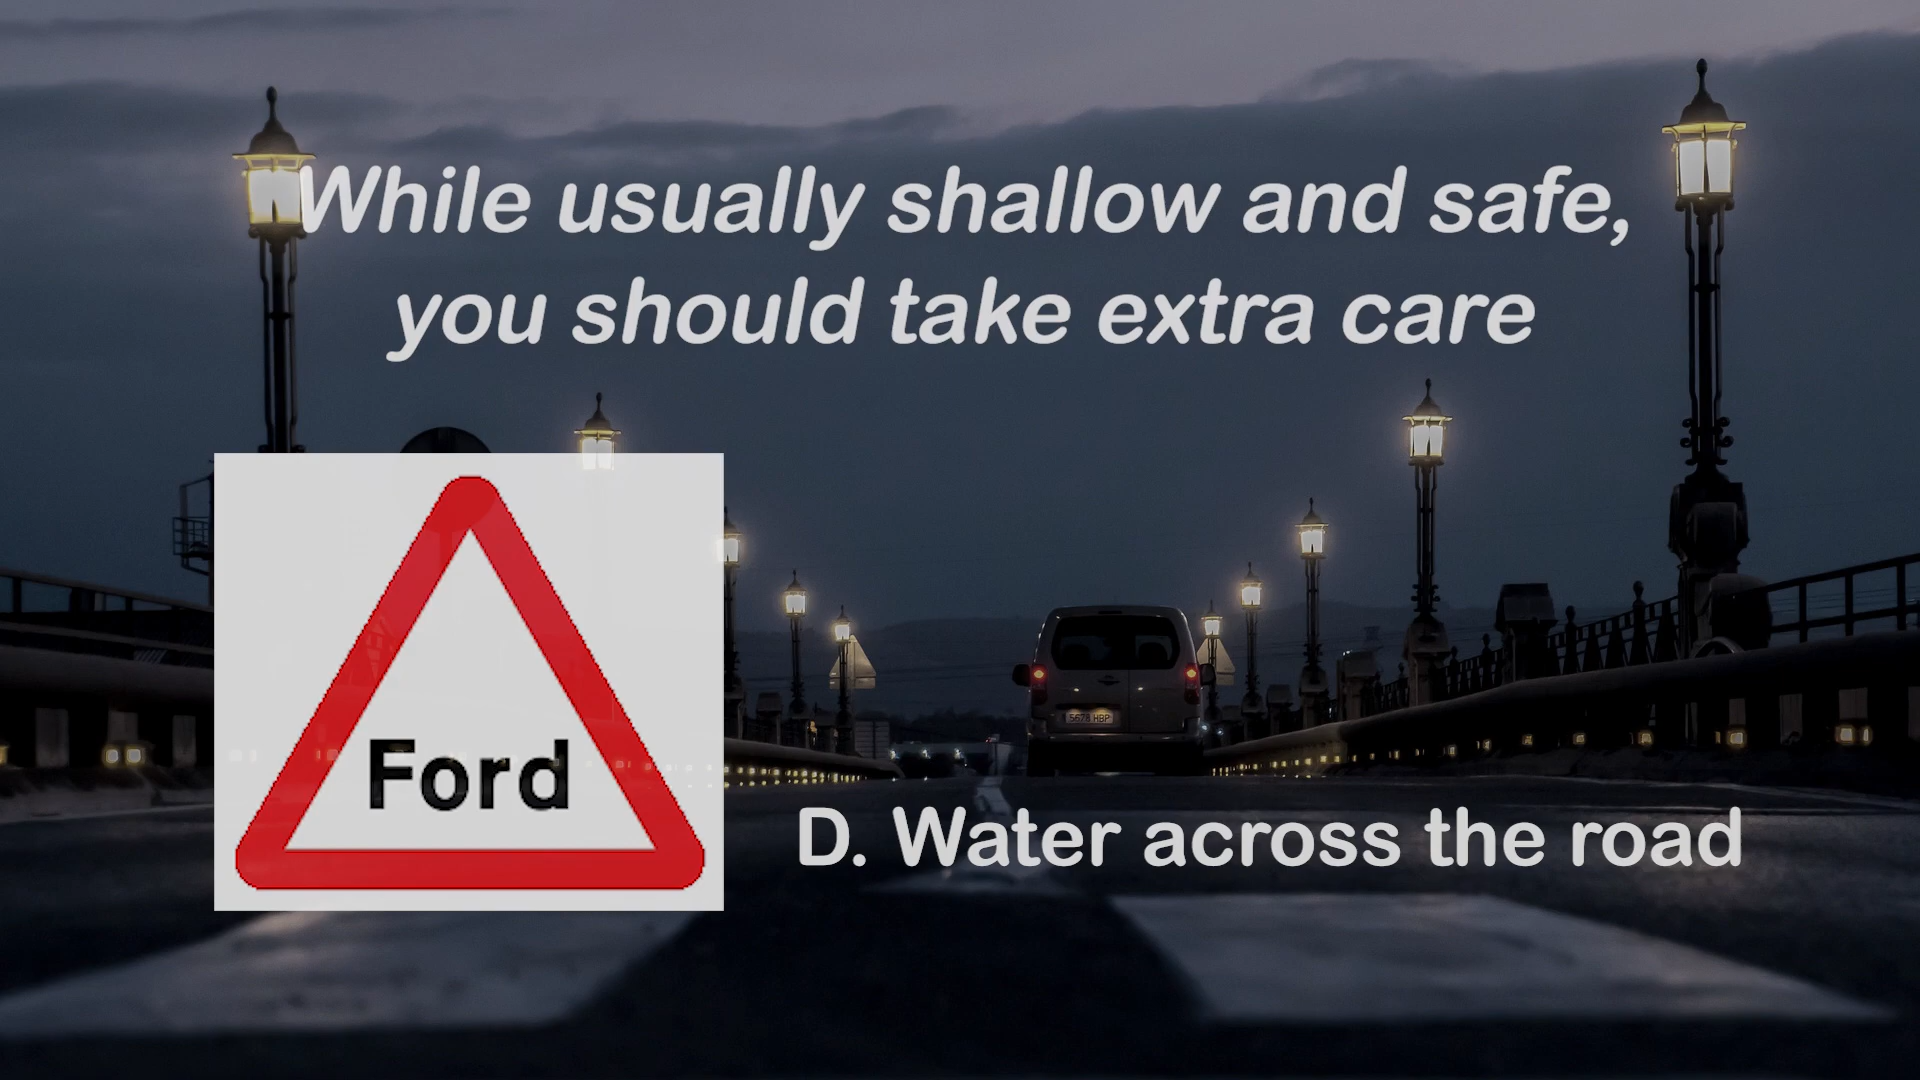 While usually shallow and safe,
you should take extra care
Ford
D. Water across the road